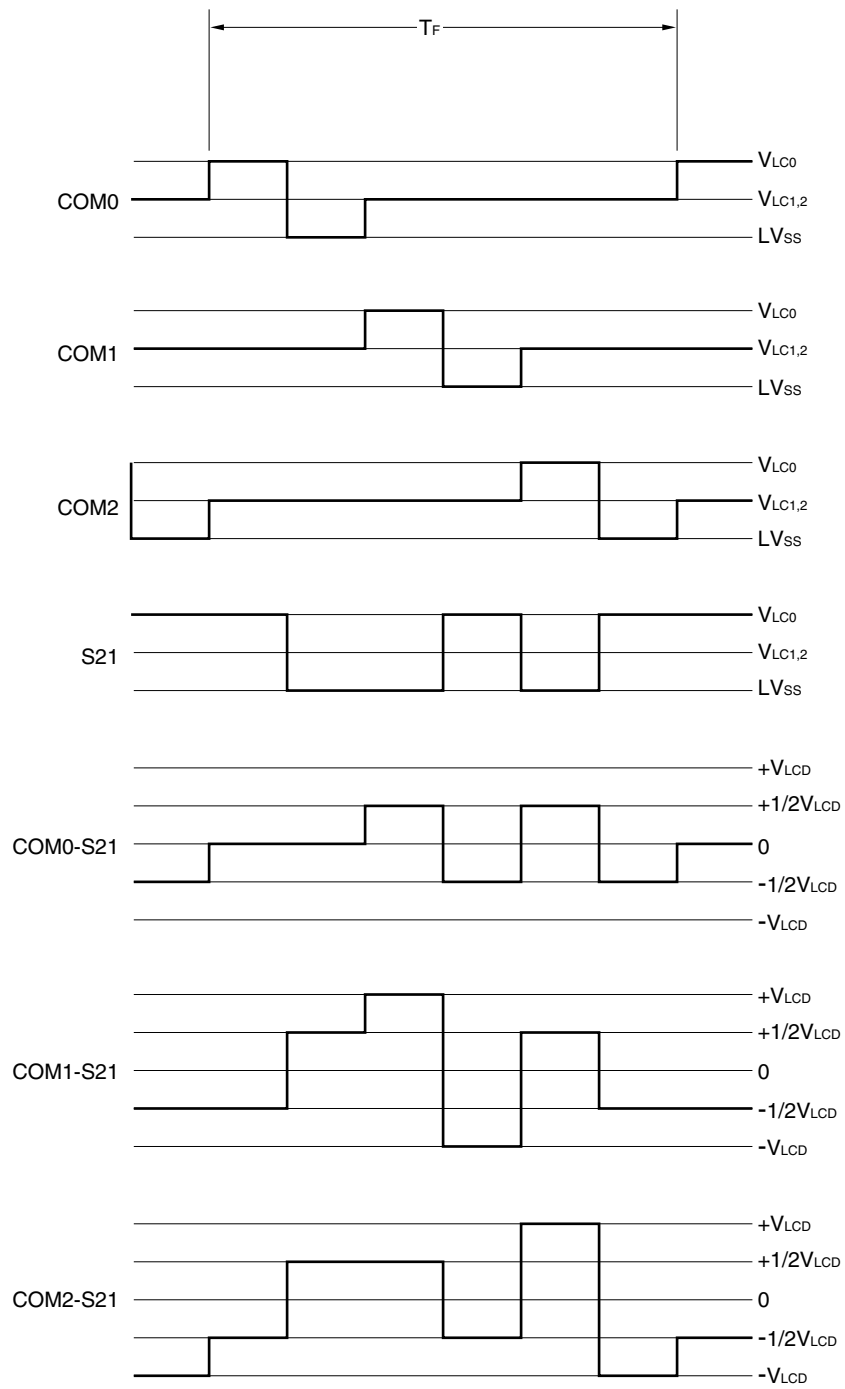 TF
VLC0
COM0 VLC1,2
LVSS
VLC0
COM1 VLC1,2
LVSS
VLC0
COM2 VLC1,2
LVSS
VLC0
S21 VLC1,2
LVSS
+VLCD
+1/2VLCD
COM0-S21 0
-1/2VLCD
-VLCD
+VLCD
+1/2VLCD
COM1-S21 0
-1/2VLCD
-VLCD
+VLCD
+1/2VLCD
COM2-S21 0
-1/2VLCD
-VLCD